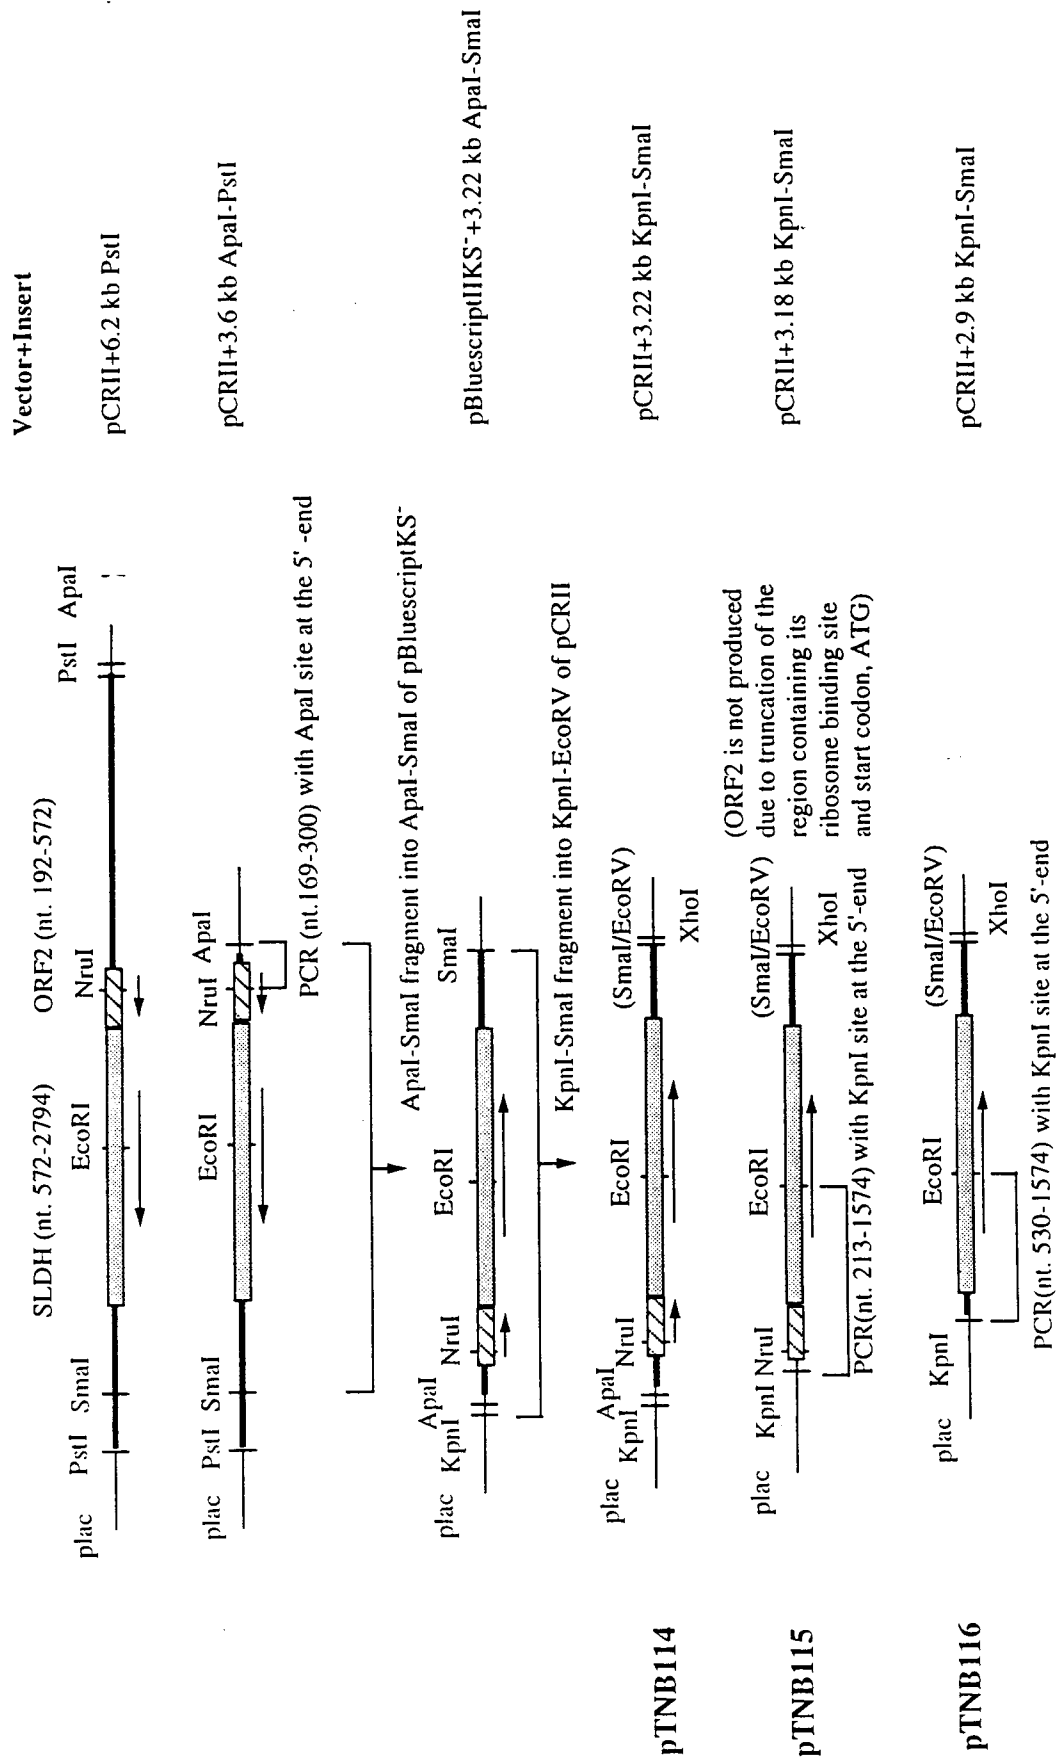 Vector+Insert
SLDH (nt. 572-2794) ORF2 (nt. 192-572)
plac PstI SmaI EcoRI NruI PstI ApaI
pCRII+6.2 kb PstI
plac PstI SmaI EcoRI NruI ApaI
pCRII+3.6 kb ApaI-PstI
PCR (nt.169-300) with ApaI site at the 5'-end
ApaI-SmaI fragment into ApaI-SmaI of pBluescriptKS⁻
plac KpnI ApaI NruI EcoRI SmaI
pBluescriptIIKS⁻+3.22 kb ApaI-SmaI
KpnI-SmaI fragment into KpnI-EcoRV of pCRII
pTNB114
plac KpnI ApaI NruI EcoRI (SmaI/EcoRV)
XhoI
pCRII+3.22 kb KpnI-SmaI
pTNB115
plac KpnI NruI EcoRI (SmaI/EcoRV)
XhoI
(ORF2 is not produced
due to truncation of the
region containing its
ribosome binding site
and start codon, ATG)
pCRII+3.18 kb KpnI-SmaI
PCR(nt. 213-1574) with KpnI site at the 5'-end
pTNB116
plac KpnI EcoRI (SmaI/EcoRV)
XhoI
pCRII+2.9 kb KpnI-SmaI
PCR(nt. 530-1574) with KpnI site at the 5'-end